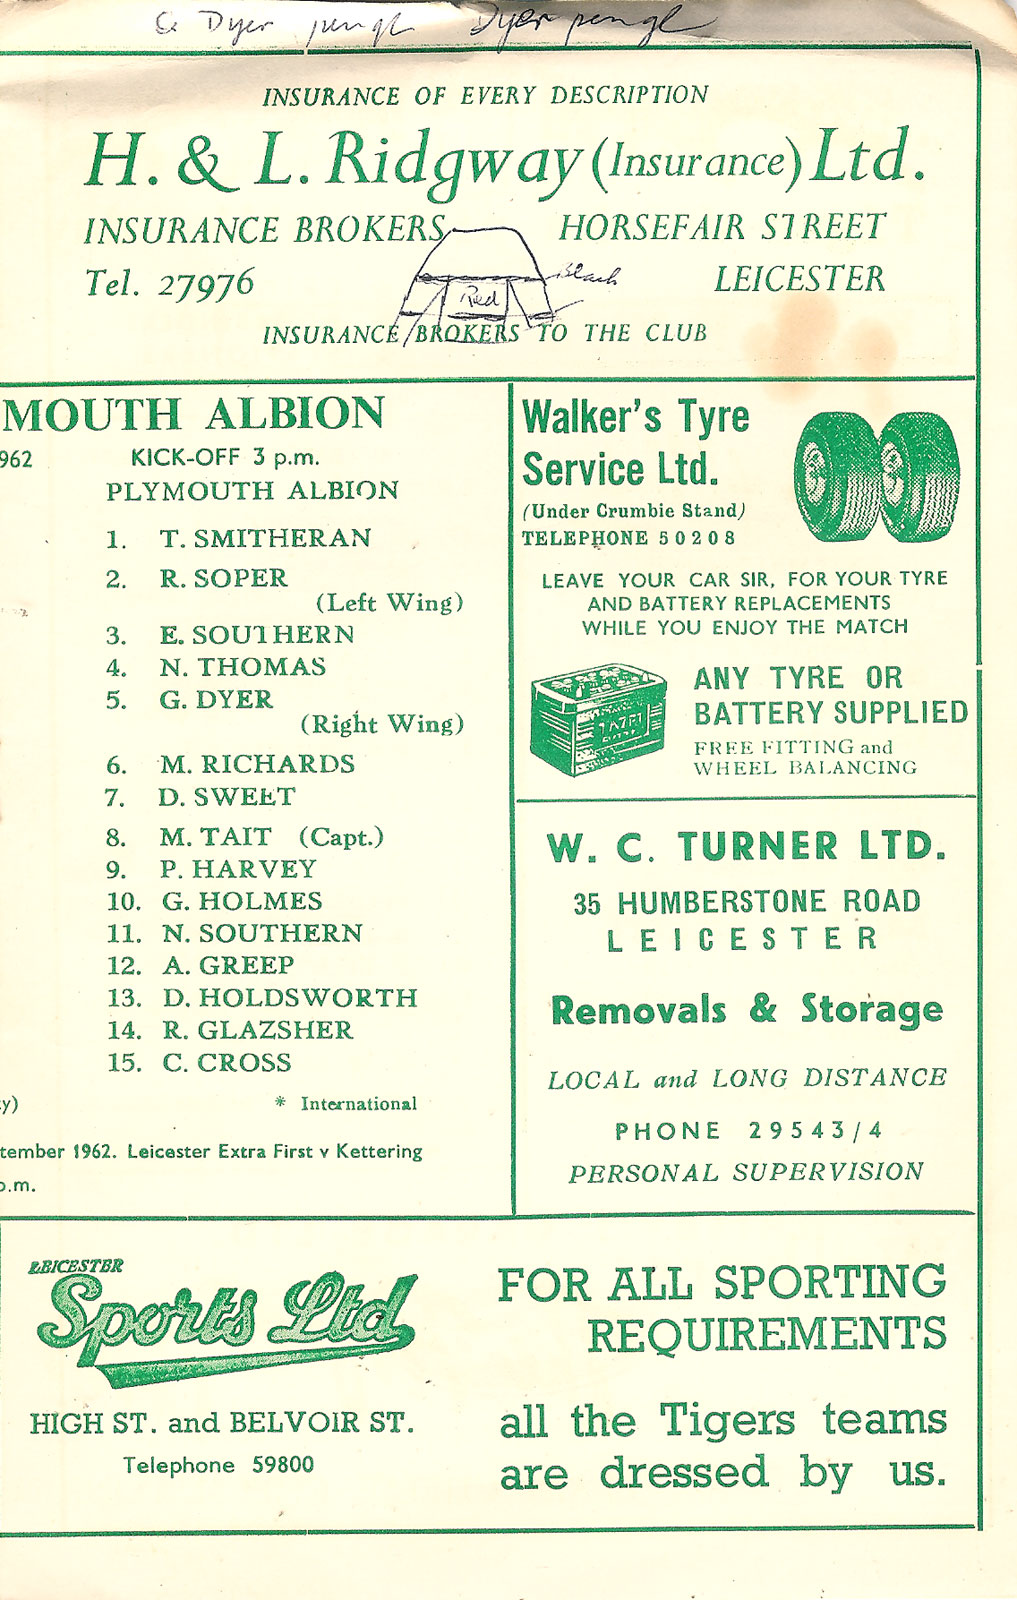 G Dyer pengl Dyer pengl
INSURANCE OF EVERY DESCRIPTION
H. & L. Ridgway (Insurance) Ltd.
INSURANCE BROKERS HORSEFAIR STREET
Tel. 27976 LEICESTER
Black
Red
INSURANCE BROKERS TO THE CLUB
MOUTH ALBION
962 KICK-OFF 3 p.m.
PLYMOUTH ALBION
1. T. SMITHERAN
2. R. SOPER
(Left Wing)
3. E. SOUTHERN
4. N. THOMAS
5. G. DYER
(Right Wing)
6. M. RICHARDS
7. D. SWEET
8. M. TAIT (Capt.)
9. P. HARVEY
10. G. HOLMES
11. N. SOUTHERN
12. A. GREEP
13. D. HOLDSWORTH
14. R. GLAZSHER
15. C. CROSS
y) * International
tember 1962. Leicester Extra First v Kettering
p.m.
Walker's Tyre
Service Ltd.
(Under Crumbie Stand)
TELEPHONE 50208
LEAVE YOUR CAR SIR, FOR YOUR TYRE
AND BATTERY REPLACEMENTS
WHILE YOU ENJOY THE MATCH
ANY TYRE OR
BATTERY SUPPLIED
FREE FITTING and
WHEEL BALANCING
W. C. TURNER LTD.
35 HUMBERSTONE ROAD
LEICESTER
Removals & Storage
LOCAL and LONG DISTANCE
PHONE 29543/4
PERSONAL SUPERVISION
LEICESTER
Sports Ltd
HIGH ST. and BELVOIR ST.
Telephone 59800
FOR ALL SPORTING
REQUIREMENTS
all the Tigers teams
are dressed by us.